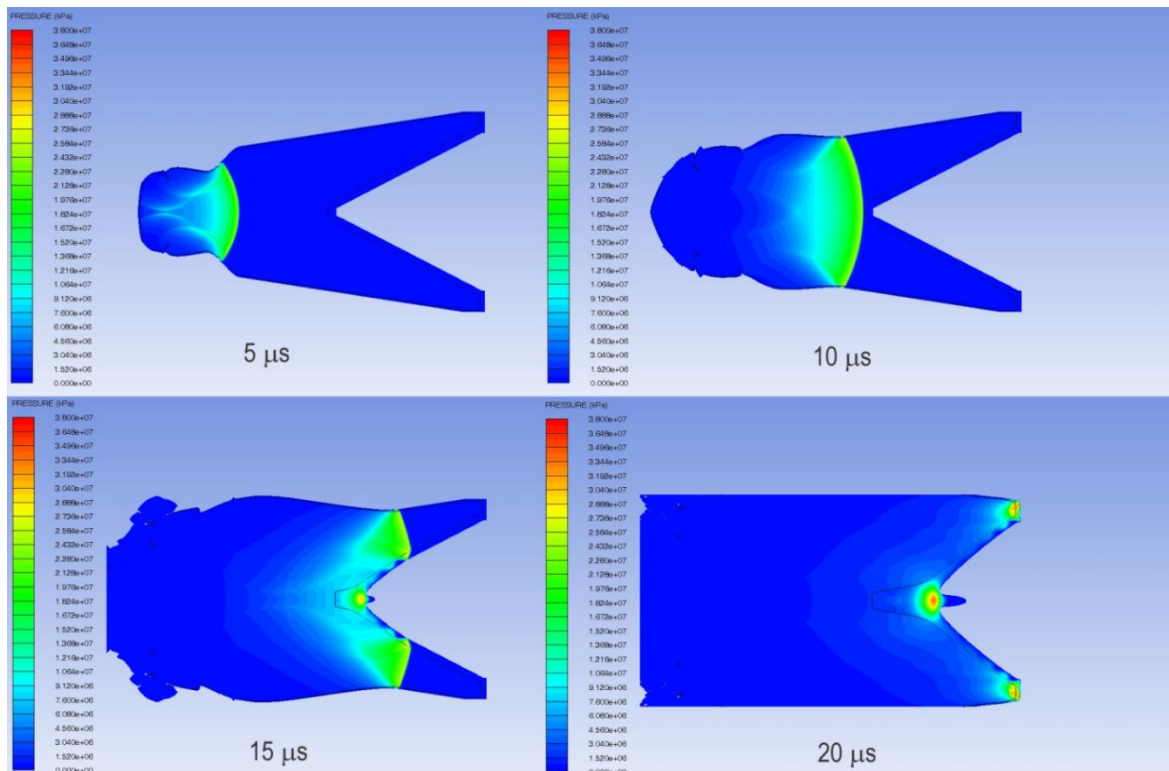 PRESSURE (kPa)
3.800e+07
3.648e+07
3.496e+07
3.344e+07
3.192e+07
3.040e+07
2.888e+07
2.736e+07
2.584e+07
2.432e+07
2.280e+07
2.128e+07
1.976e+07
1.824e+07
1.672e+07
1.520e+07
1.368e+07
1.216e+07
1.064e+07
9.120e+06
7.600e+06
6.080e+06
4.560e+06
3.040e+06
1.520e+06
0.000e+00
5 μs
PRESSURE (kPa)
3.800e+07
3.648e+07
3.496e+07
3.344e+07
3.192e+07
3.040e+07
2.888e+07
2.736e+07
2.584e+07
2.432e+07
2.280e+07
2.128e+07
1.976e+07
1.824e+07
1.672e+07
1.520e+07
1.368e+07
1.216e+07
1.064e+07
9.120e+06
7.600e+06
6.080e+06
4.560e+06
3.040e+06
1.520e+06
0.000e+00
10 μs
PRESSURE (kPa)
3.800e+07
3.648e+07
3.496e+07
3.344e+07
3.192e+07
3.040e+07
2.888e+07
2.736e+07
2.584e+07
2.432e+07
2.280e+07
2.128e+07
1.976e+07
1.824e+07
1.672e+07
1.520e+07
1.368e+07
1.216e+07
1.064e+07
9.120e+06
7.600e+06
6.080e+06
4.560e+06
3.040e+06
1.520e+06
0.000e+00
15 μs
PRESSURE (kPa)
3.800e+07
3.648e+07
3.496e+07
3.344e+07
3.192e+07
3.040e+07
2.888e+07
2.736e+07
2.584e+07
2.432e+07
2.280e+07
2.128e+07
1.976e+07
1.824e+07
1.672e+07
1.520e+07
1.368e+07
1.216e+07
1.064e+07
9.120e+06
7.600e+06
6.080e+06
4.560e+06
3.040e+06
1.520e+06
0.000e+00
20 μs